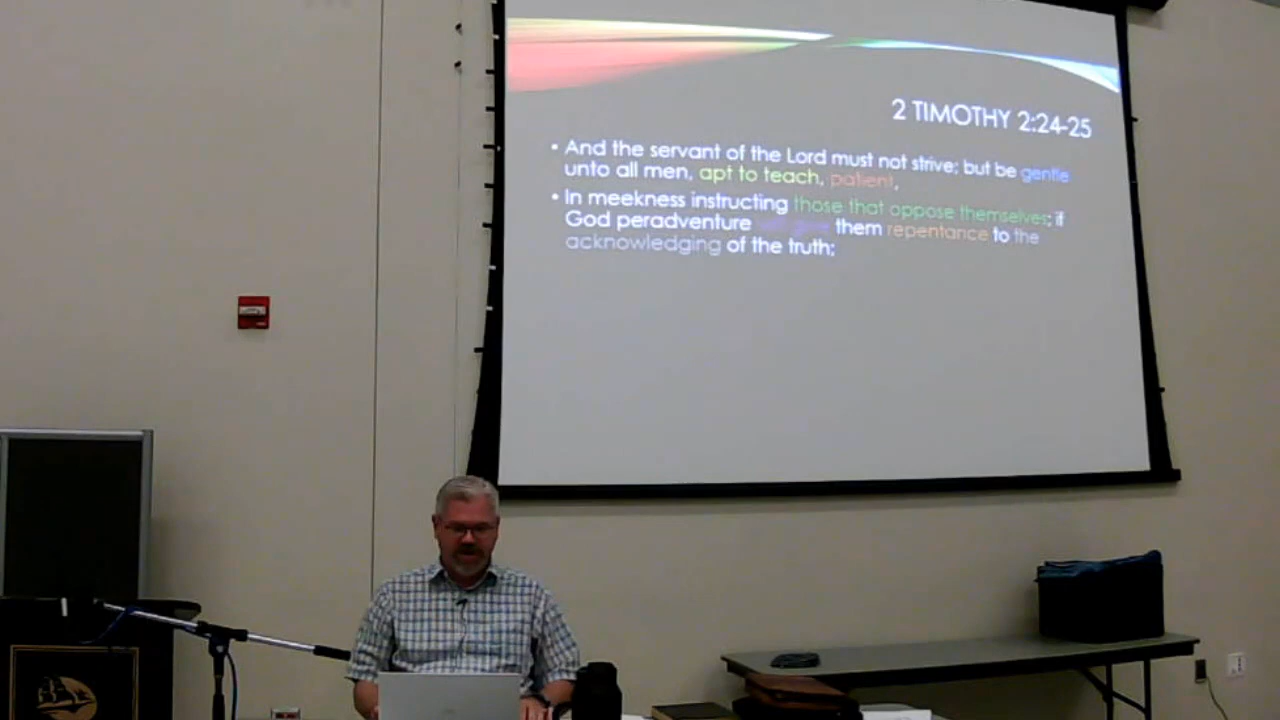 2 TIMOTHY 2:24-25
• And the servant of the Lord must not strive; but be gentle
unto all men, apt to teach, patient,
• In meekness instructing those that oppose themselves; if
God peradventure will give them repentance to the
acknowledging of the truth;